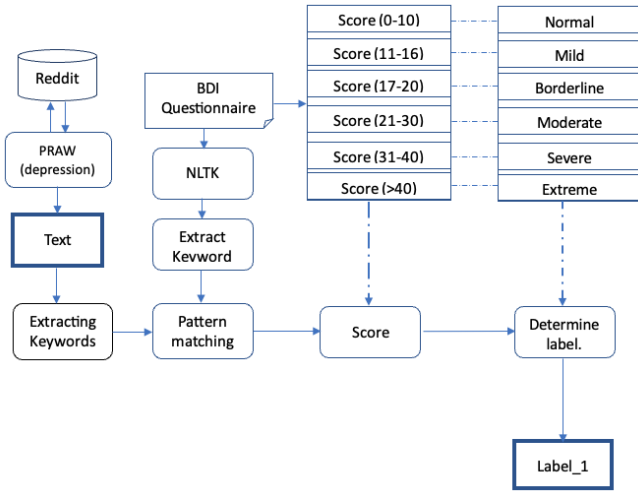 Reddit
PRAW
(depression)
Text
Extracting
Keywords
BDI
Questionnaire
NLTK
Extract
Kevword
Pattern
matching
Score (0-10)
Score (11-16)
Score (17-20)
Score (21-30)
Score (31-40)
Score (>40)
Score
Normal
Mild
Borderline
Moderate
Severe
Extreme
Determine
label.
Label_1